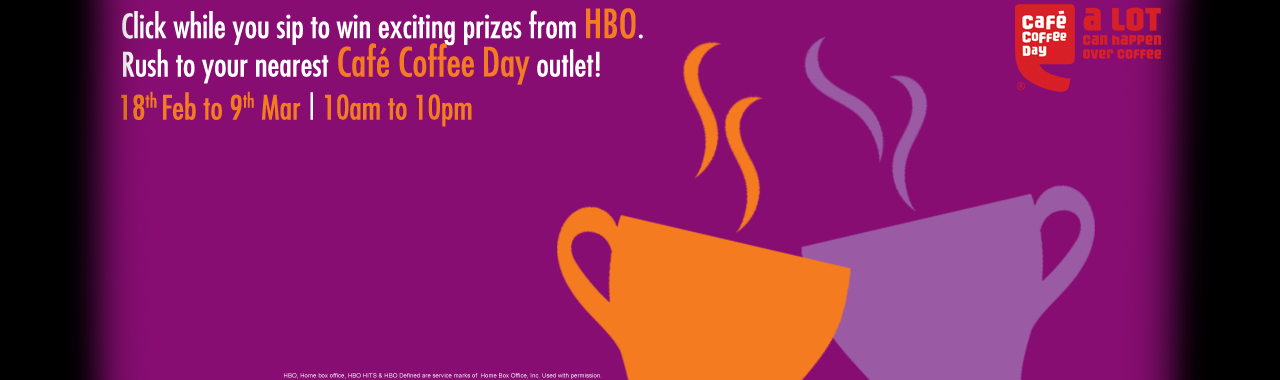 Click while you sip to win exciting prizes from HBO.
Rush to your nearest Café Coffee Day outlet!
18th Feb to 9th Mar | 10am to 10pm
Café
Coffee
Day
®
a LOT
can happen
over coffee
HBO, Home box office, HBO HITS & HBO Defined are service marks of Home Box Office, Inc. Used with permission.